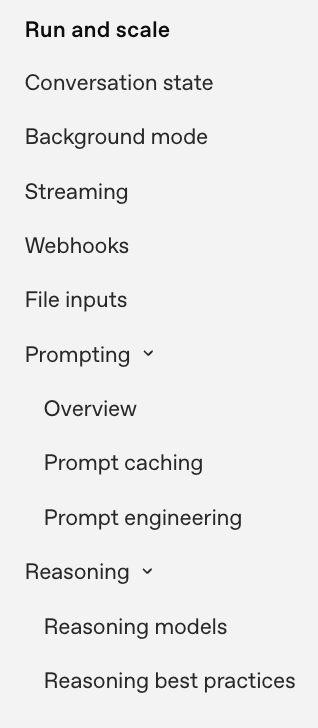 Run and scale
Conversation state
Background mode
Streaming
Webhooks
File inputs
Prompting
Overview
Prompt caching
Prompt engineering
Reasoning
Reasoning models
Reasoning best practices